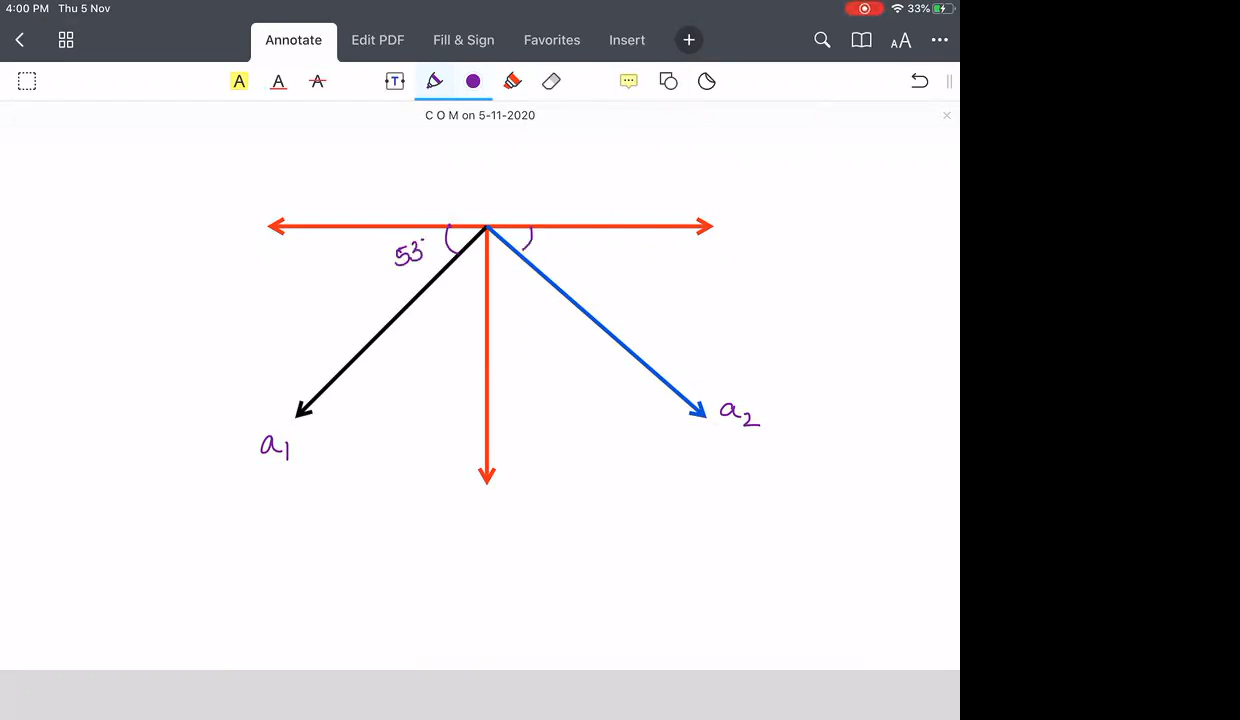 4:00 PM Thu 5 Nov
33%
Annotate Edit PDF Fill & Sign Favorites Insert
A A A T AA
C O M on 5-11-2020
53°
a2
a1